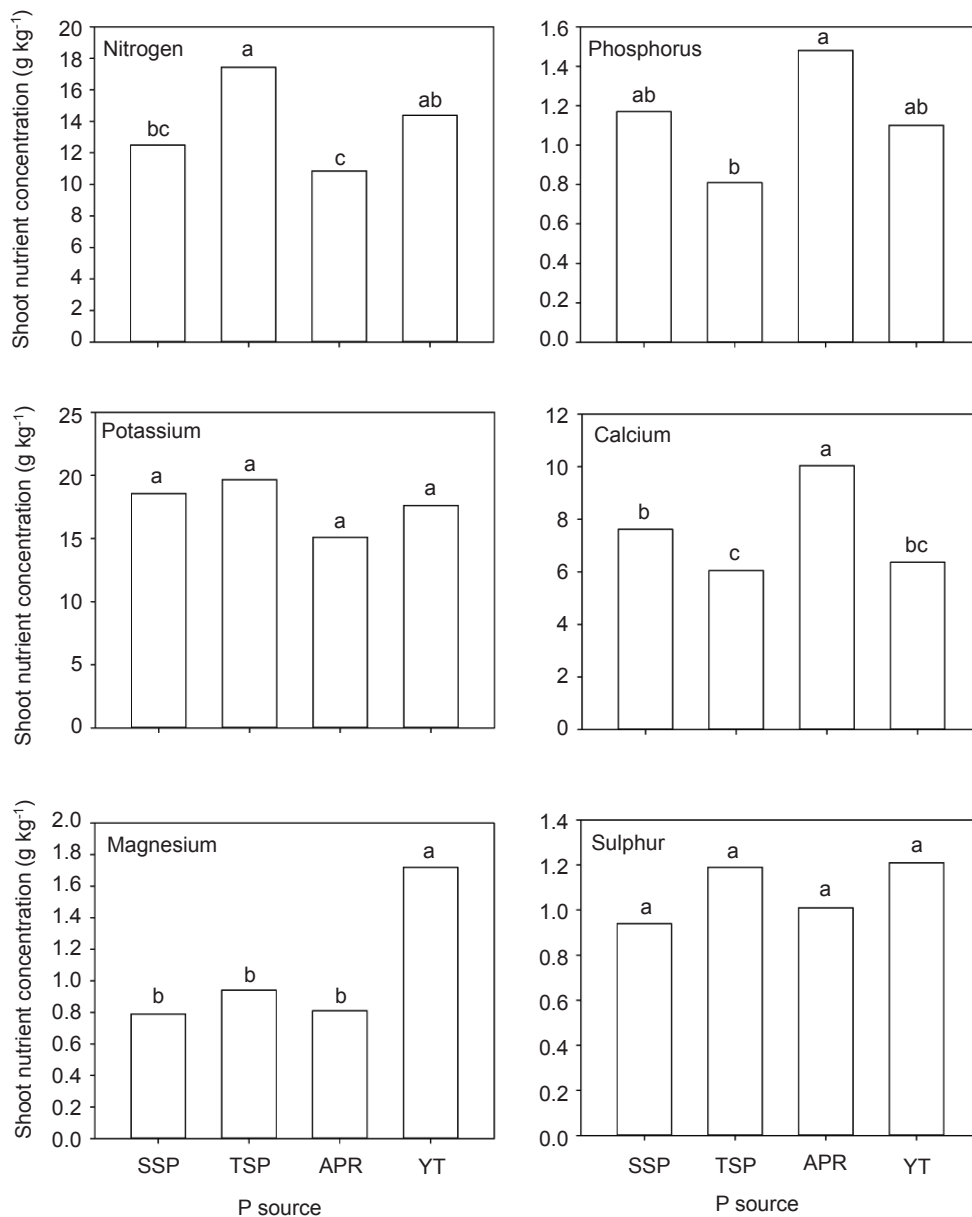 Shoot nutrient concentration (g kg-1)
20
18
16
14
12
10
8
6
4
2
0
Nitrogen
bc
a
c
ab
1.6
1.4
1.2
1.0
0.8
0.6
0.4
0.2
0.0
Phosphorus
ab
b
a
ab
Shoot nutrient concentration (g kg-1)
25
20
15
10
5
0
Potassium
a
a
a
a
12
10
8
6
4
2
0
Calcium
b
c
a
bc
Shoot nutrient concentration (g kg-1)
2.0
1.8
1.6
1.4
1.2
1.0
0.8
0.6
0.4
0.2
0.0
Magnesium
b
b
b
a
SSP TSP APR YT
P source
1.4
1.2
1.0
0.8
0.6
0.4
0.2
0.0
Sulphur
a
a
a
a
SSP TSP APR YT
P source